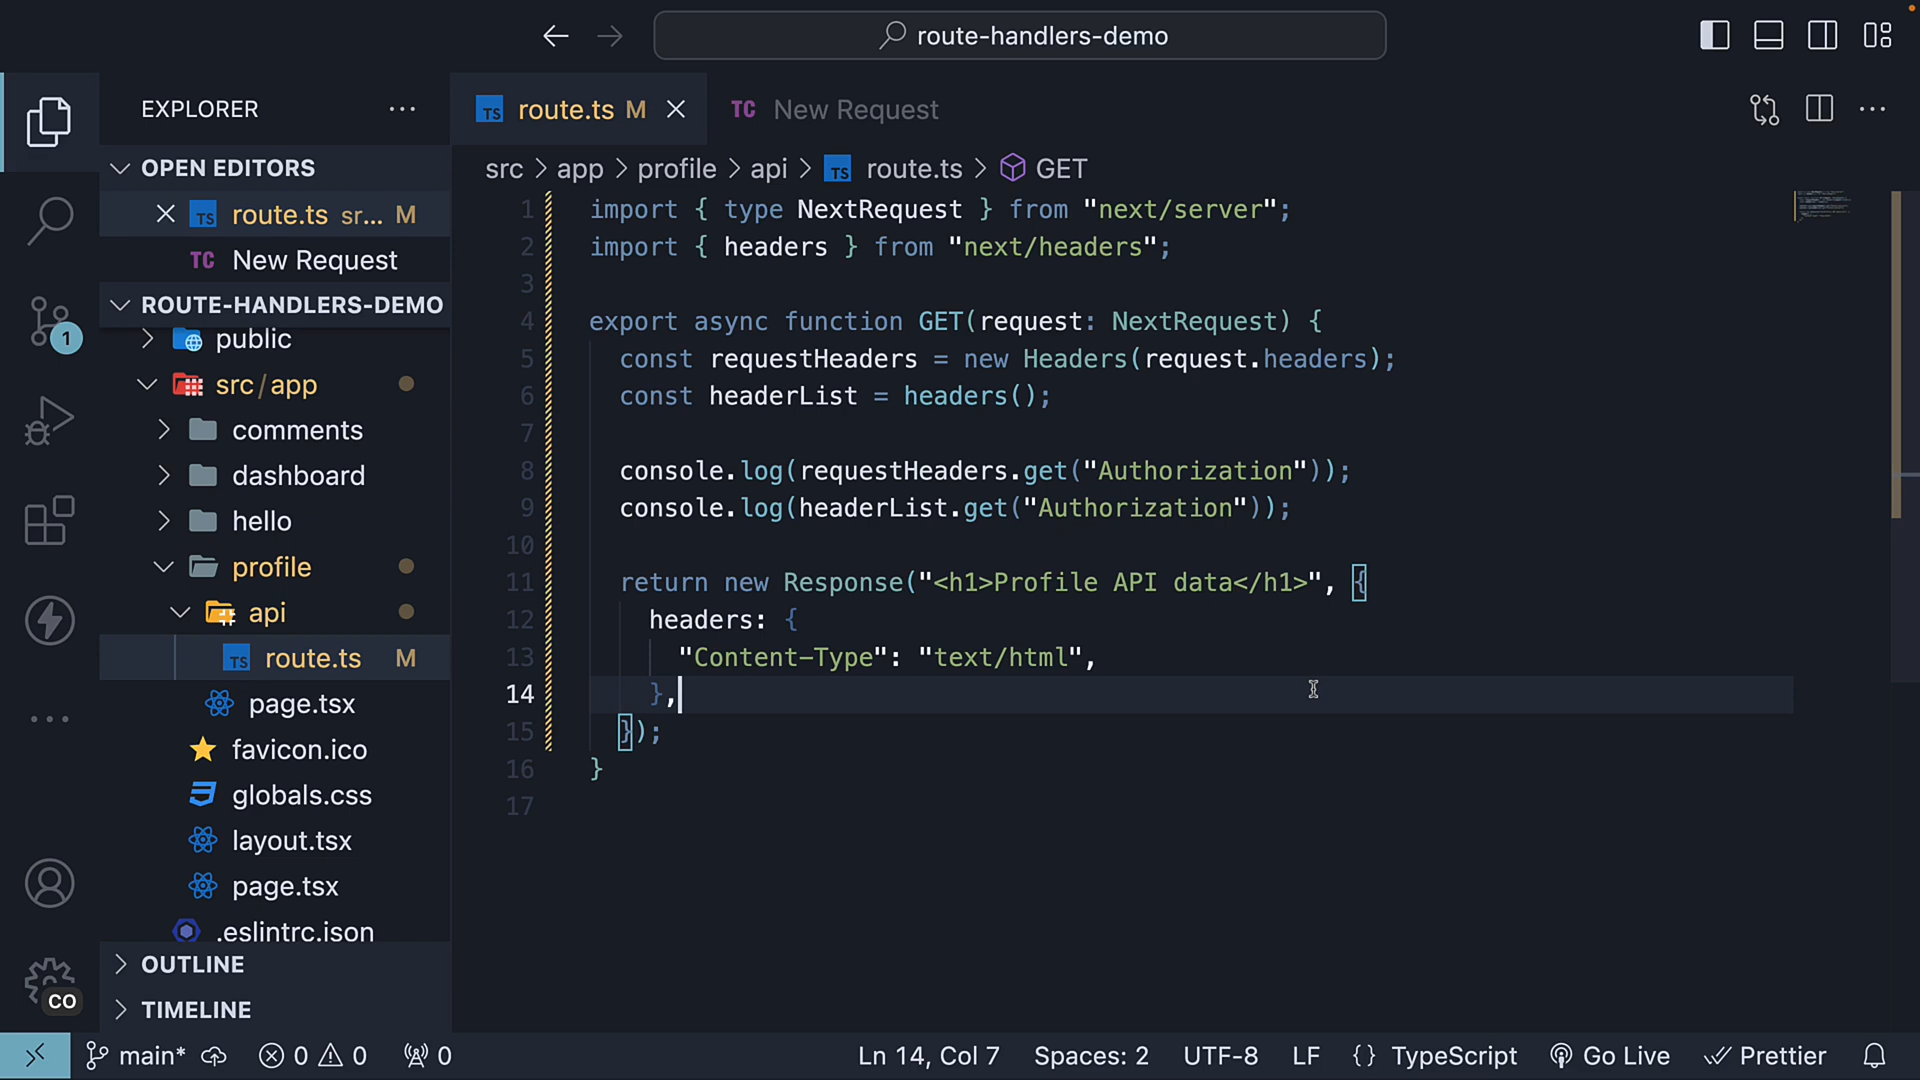 route-handlers-demo
EXPLORER
route.ts M
New Request
OPEN EDITORS
src > app > profile > api > TS route.ts > GET
TS route.ts sr... M
TC New Request
ROUTE-HANDLERS-DEMO
public
src/app
comments
dashboard
hello
profile
api
TS route.ts M
page.tsx
favicon.ico
globals.css
layout.tsx
page.tsx
.eslintrc.json
OUTLINE
TIMELINE
1
CO
1 import { type NextRequest } from "next/server";
2 import { headers } from "next/headers";
3
4 export async function GET(request: NextRequest) {
5 const requestHeaders = new Headers(request.headers);
6 const headerList = headers();
7
8 console.log(requestHeaders.get("Authorization"));
9 console.log(headerList.get("Authorization"));
10
11 return new Response("<h1>Profile API data</h1>", {
12 headers: {
13 "Content-Type": "text/html",
14 },
15 });
16 }
17
main* 0 0 0 Ln 14, Col 7 Spaces: 2 UTF-8 LF {} TypeScript Go Live Prettier